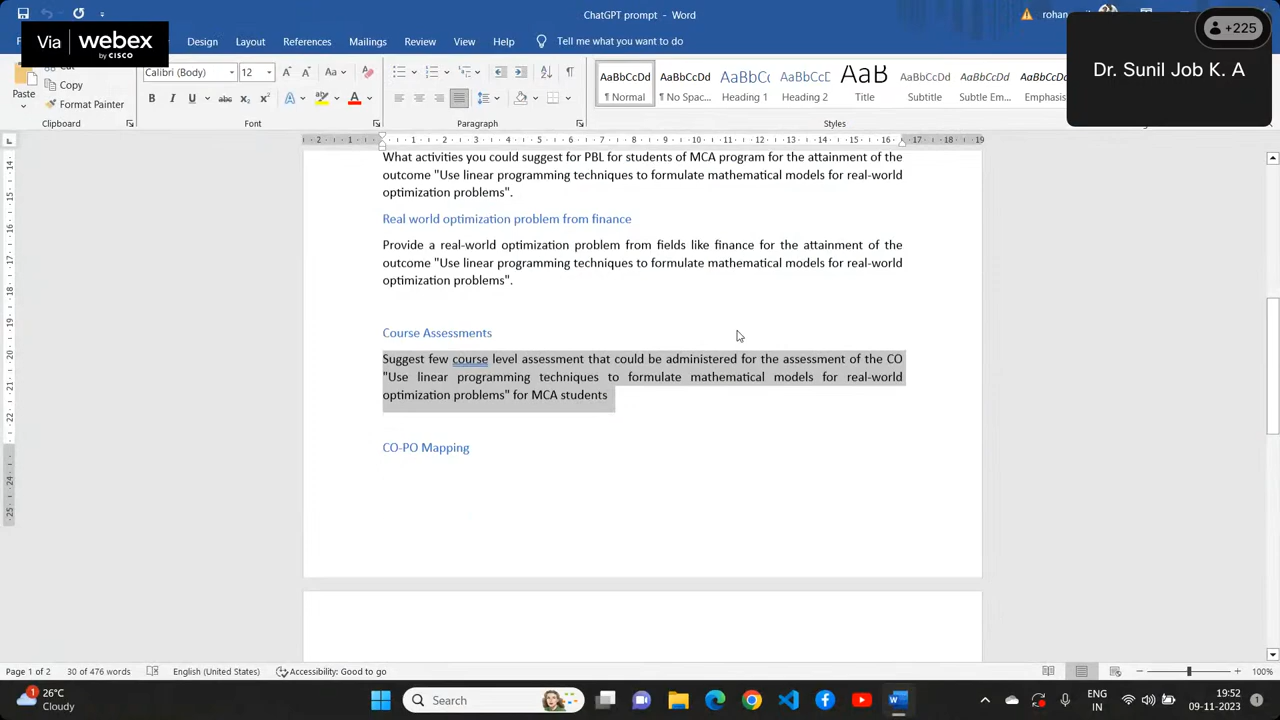 ChatGPT prompt - Word
rohan
+225
Via webex
by CISCO
Dr. Sunil Job K. A
Design Layout References Mailings Review View Help Tell me what you want to do
Paste
Copy
Format Painter
Clipboard
Calibri (Body) 12
Font
Paragraph
AaBbCcDd AaBbCcDd AaBbCc AaBbCcD AaB AaBbCcDd AaBbCcDd AaBbCcDd
¶ Normal ¶ No Spac... Heading 1 Heading 2 Title Subtitle Subtle Em... Emphasis
Styles
What activities you could suggest for PBL for students of MCA program for the attainment of the
outcome "Use linear programming techniques to formulate mathematical models for real-world
optimization problems".
Real world optimization problem from finance
Provide a real-world optimization problem from fields like finance for the attainment of the
outcome "Use linear programming techniques to formulate mathematical models for real-world
optimization problems".
Course Assessments
Suggest few course level assessment that could be administered for the assessment of the CO
"Use linear programming techniques to formulate mathematical models for real-world
optimization problems" for MCA students
CO-PO Mapping
Page 1 of 2 30 of 476 words English (United States) Accessibility: Good to go 100%
1
26°C
Cloudy
Search
ENG
IN
19:52
09-11-2023